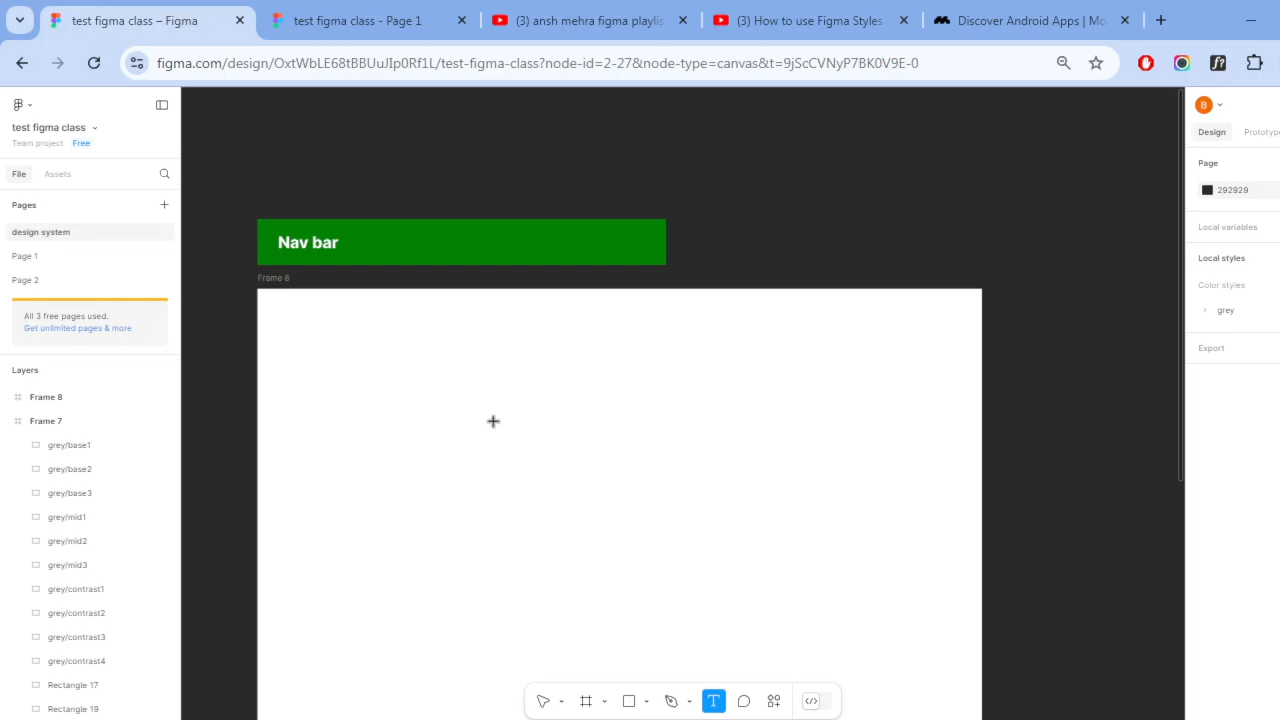 test figma class – Figma
test figma class - Page 1
(3) ansh mehra figma playlis
(3) How to use Figma Styles
Discover Android Apps | Mo
figma.com/design/OxtWbLE68tBBUuJIp0Rf1L/test-figma-class?node-id=2-27&node-type=canvas&t=9jScCVNyP7BK0V9E-0
test figma class
Team project Free
File Assets
Pages
design system
Page 1
Page 2
All 3 free pages used.
Get unlimited pages & more
Layers
Frame 8
Frame 7
grey/base1
grey/base2
grey/base3
grey/mid1
grey/mid2
grey/mid3
grey/contrast1
grey/contrast2
grey/contrast3
grey/contrast4
Rectangle 17
Rectangle 19
Nav bar
Frame 8
B
Design Prototype
Page
292929
Local variables
Local styles
Color styles
grey
Export